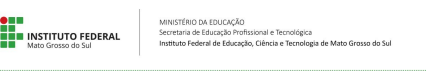 INSTITUTO FEDERAL
Mato Grosso do Sul
MINISTÉRIO DA EDUCAÇÃO
Secretaria de Educação Profissional e Tecnológica
Instituto Federal de Educação, Ciência e Tecnologia de Mato Grosso do Sul